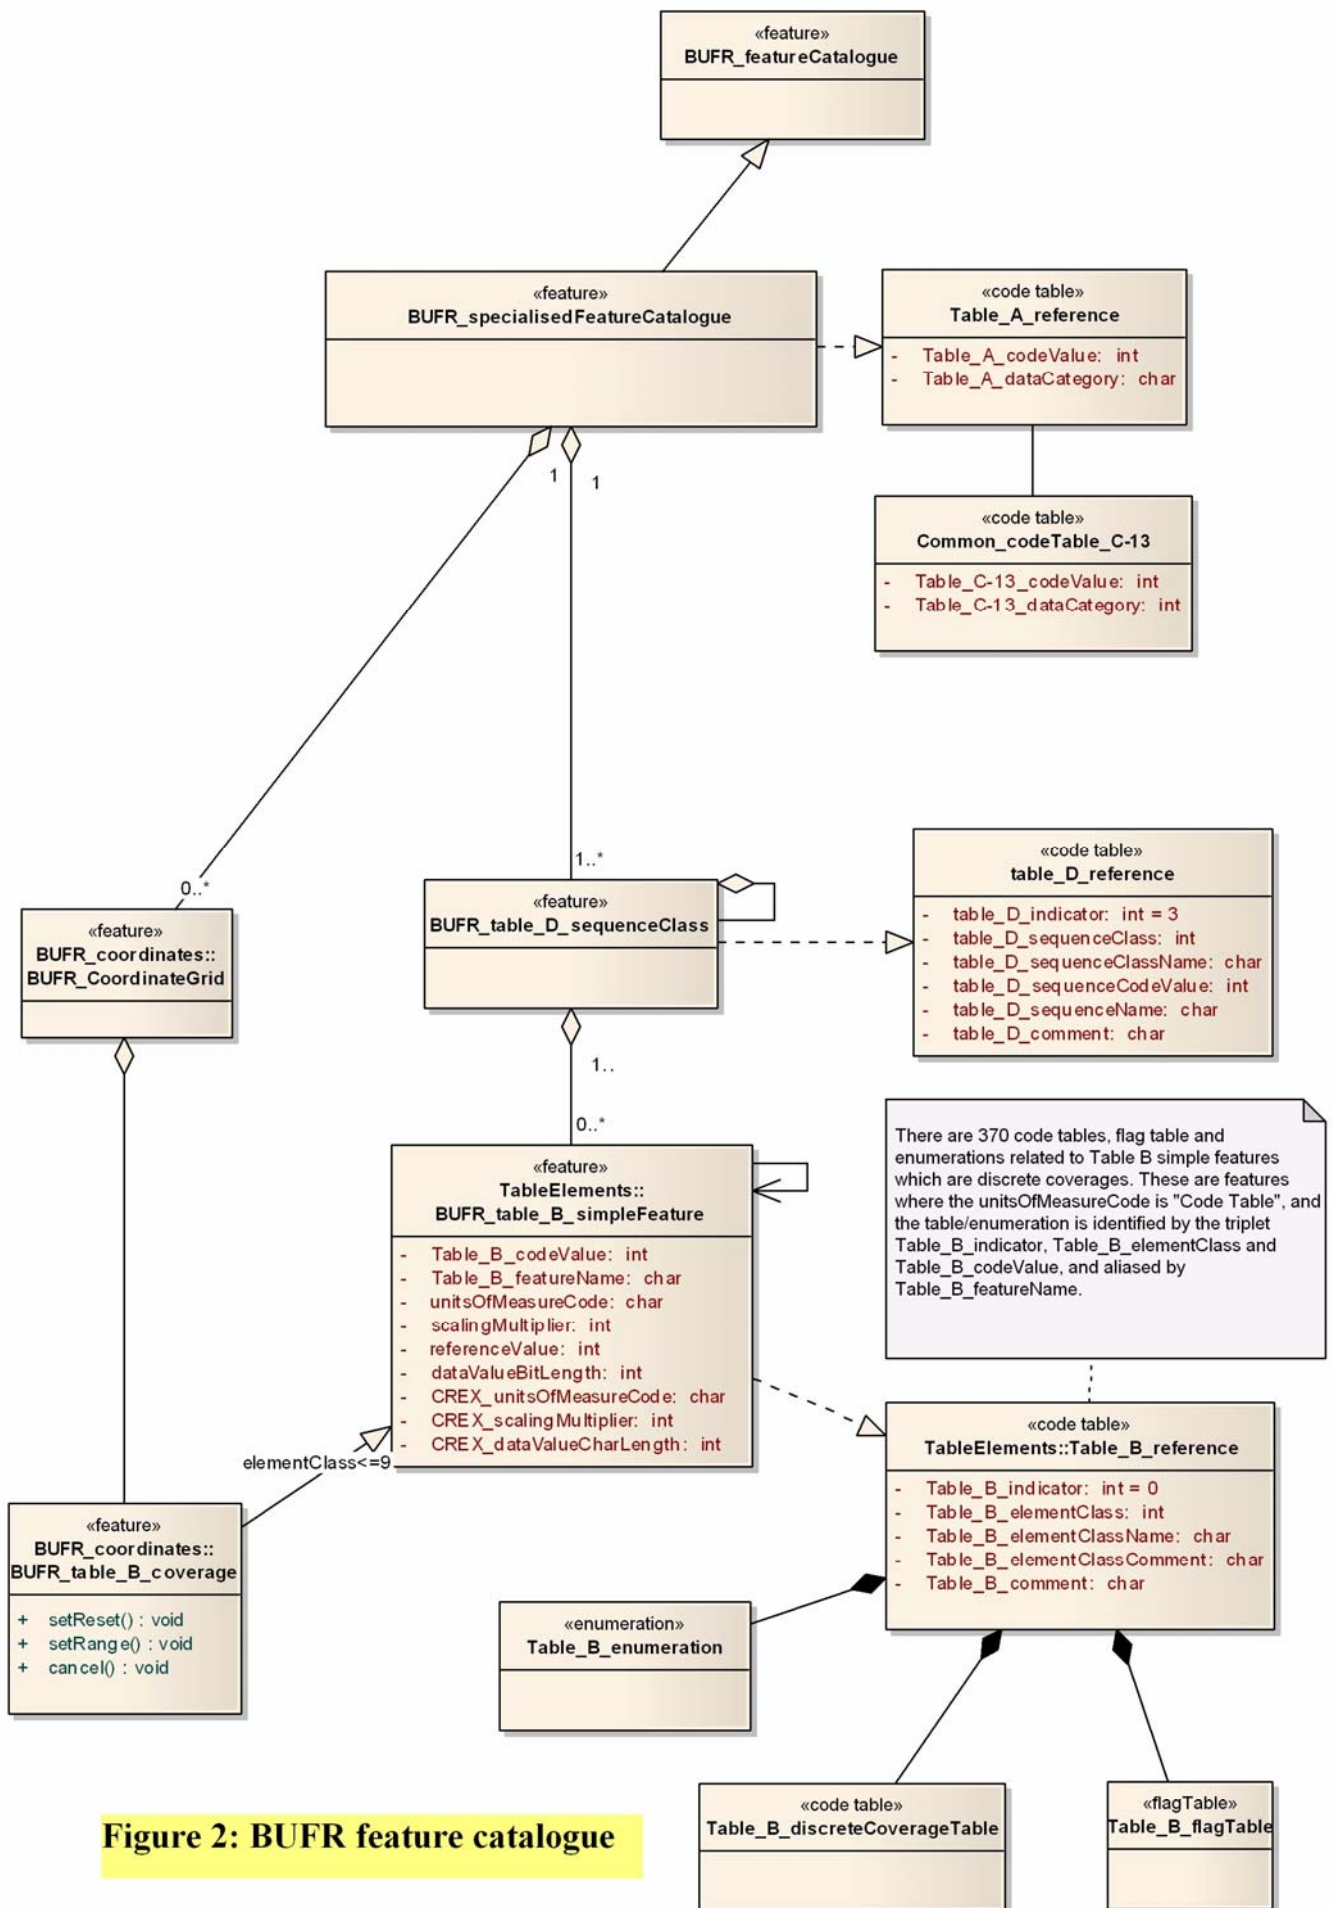 «feature»
BUFR_featureCatalogue
«feature»
BUFR_specialisedFeatureCatalogue
«code table»
Table_A_reference
- Table_A_codeValue: int
- Table_A_dataCategory: char
1
1
«code table»
Common_codeTable_C-13
- Table_C-13_codeValue: int
- Table_C-13_dataCategory: int
0..*
1..*
«feature»
BUFR_coordinates::
BUFR_CoordinateGrid
«feature»
BUFR_table_D_sequenceClass
«code table»
table_D_reference
- table_D_indicator: int = 3
- table_D_sequenceClass: int
- table_D_sequenceClassName: char
- table_D_sequenceCodeValue: int
- table_D_sequenceName: char
- table_D_comment: char
1..
0..*
«feature»
TableElements::
BUFR_table_B_simpleFeature
- Table_B_codeValue: int
- Table_B_featureName: char
- unitsOfMeasureCode: char
- scalingMultiplier: int
- referenceValue: int
- dataValueBitLength: int
- CREX_unitsOfMeasureCode: char
- CREX_scalingMultiplier: int
- CREX_dataValueCharLength: int
There are 370 code tables, flag table and
enumerations related to Table B simple features
which are discrete coverages. These are features
where the unitsOfMeasureCode is "Code Table", and
the table/enumeration is identified by the triplet
Table_B_indicator, Table_B_elementClass and
Table_B_codeValue, and aliased by
Table_B_featureName.
elementClass<=9
«code table»
TableElements::Table_B_reference
- Table_B_indicator: int = 0
- Table_B_elementClass: int
- Table_B_elementClassName: char
- Table_B_elementClassComment: char
- Table_B_comment: char
«feature»
BUFR_coordinates::
BUFR_table_B_coverage
+ setReset() : void
+ setRange() : void
+ cancel() : void
«enumeration»
Table_B_enumeration
«code table»
Table_B_discreteCoverageTable
«flagTable»
Table_B_flagTable
Figure 2: BUFR feature catalogue